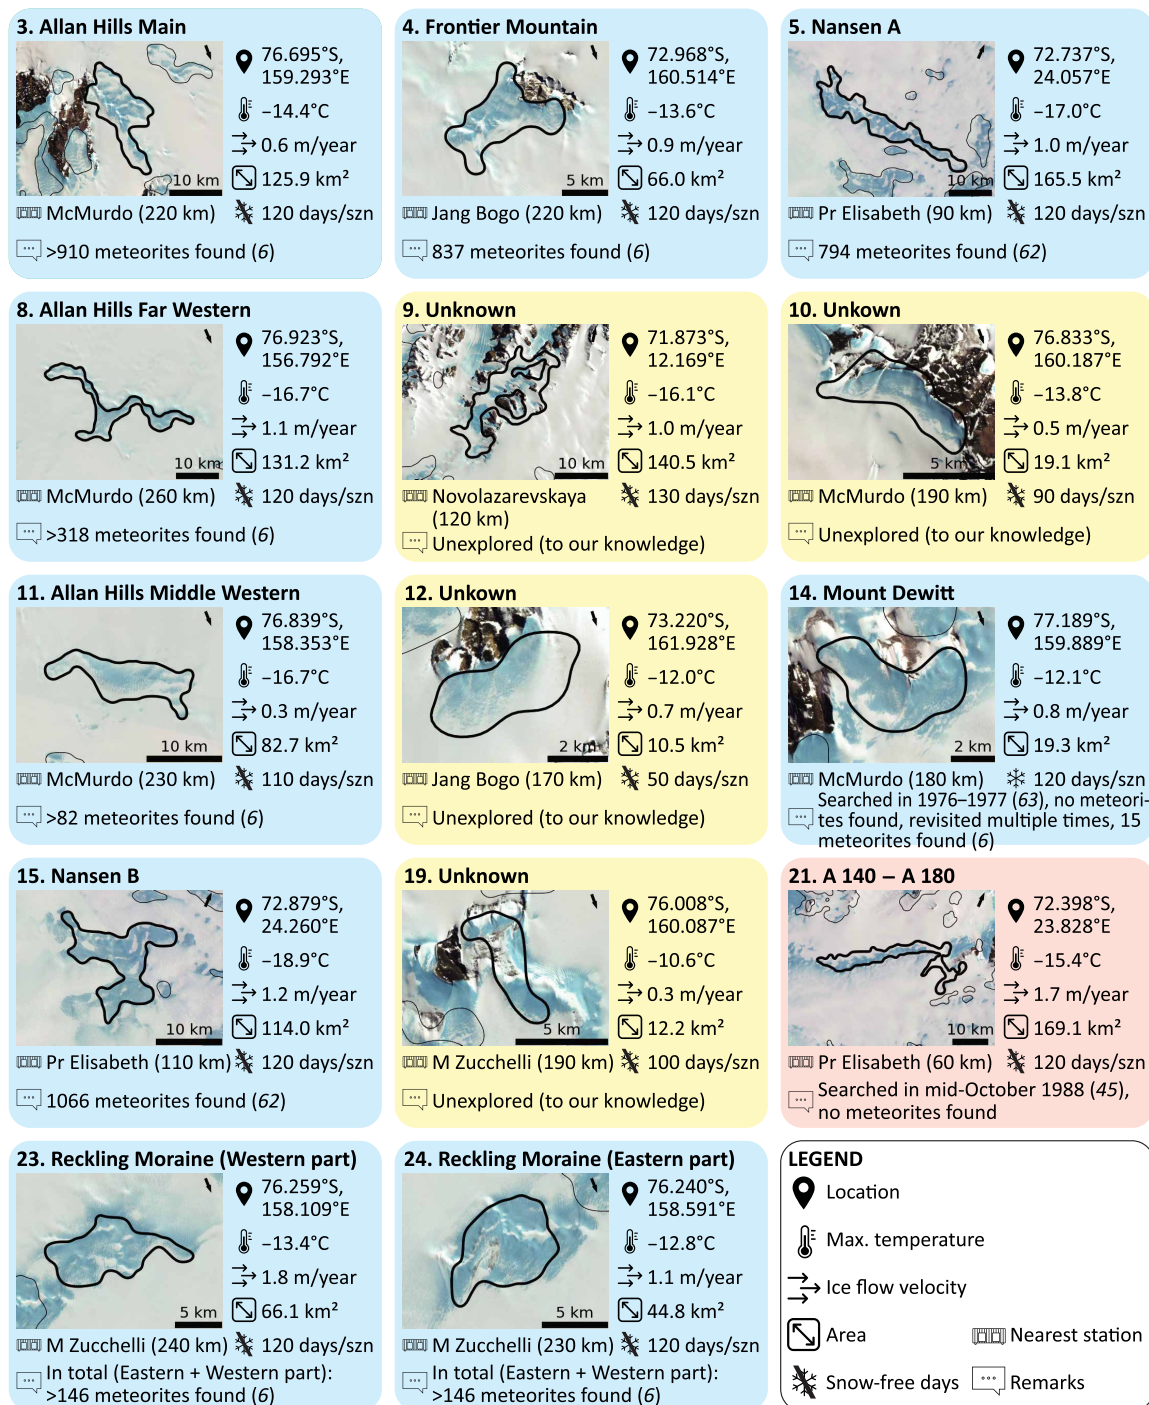 3. Allan Hills Main
76.695°S,
159.293°E
−14.4°C
0.6 m/year
10 km
125.9 km²
McMurdo (220 km)
120 days/szn
>910 meteorites found (6)
4. Frontier Mountain
72.968°S,
160.514°E
−13.6°C
0.9 m/year
5 km
66.0 km²
Jang Bogo (220 km)
120 days/szn
837 meteorites found (6)
5. Nansen A
72.737°S,
24.057°E
−17.0°C
1.0 m/year
10 km
165.5 km²
Pr Elisabeth (90 km)
120 days/szn
794 meteorites found (62)
8. Allan Hills Far Western
76.923°S,
156.792°E
−16.7°C
1.1 m/year
10 km
131.2 km²
McMurdo (260 km)
120 days/szn
>318 meteorites found (6)
9. Unknown
71.873°S,
12.169°E
−16.1°C
1.0 m/year
10 km
140.5 km²
Novolazarevskaya
(120 km)
130 days/szn
Unexplored (to our knowledge)
10. Unkown
76.833°S,
160.187°E
−13.8°C
0.5 m/year
5 km
19.1 km²
McMurdo (190 km)
90 days/szn
Unexplored (to our knowledge)
11. Allan Hills Middle Western
76.839°S,
158.353°E
−16.7°C
0.3 m/year
10 km
82.7 km²
McMurdo (230 km)
110 days/szn
>82 meteorites found (6)
12. Unkown
73.220°S,
161.928°E
−12.0°C
0.7 m/year
2 km
10.5 km²
Jang Bogo (170 km)
50 days/szn
Unexplored (to our knowledge)
14. Mount Dewitt
77.189°S,
159.889°E
−12.1°C
0.8 m/year
2 km
19.3 km²
McMurdo (180 km)
120 days/szn
Searched in 1976–1977 (63), no meteori-
tes found, revisited multiple times, 15
meteorites found (6)
15. Nansen B
72.879°S,
24.260°E
−18.9°C
1.2 m/year
10 km
114.0 km²
Pr Elisabeth (110 km)
120 days/szn
1066 meteorites found (62)
19. Unknown
76.008°S,
160.087°E
−10.6°C
0.3 m/year
5 km
12.2 km²
M Zucchelli (190 km)
100 days/szn
Unexplored (to our knowledge)
21. A 140 − A 180
72.398°S,
23.828°E
−15.4°C
1.7 m/year
10 km
169.1 km²
Pr Elisabeth (60 km)
120 days/szn
Searched in mid-October 1988 (45),
no meteorites found
23. Reckling Moraine (Western part)
76.259°S,
158.109°E
−13.4°C
1.8 m/year
5 km
66.1 km²
M Zucchelli (240 km)
120 days/szn
In total (Eastern + Western part):
>146 meteorites found (6)
24. Reckling Moraine (Eastern part)
76.240°S,
158.591°E
−12.8°C
1.1 m/year
5 km
44.8 km²
M Zucchelli (230 km)
120 days/szn
In total (Eastern + Western part):
>146 meteorites found (6)
LEGEND
Location
Max. temperature
Ice flow velocity
Area
Nearest station
Snow-free days
Remarks